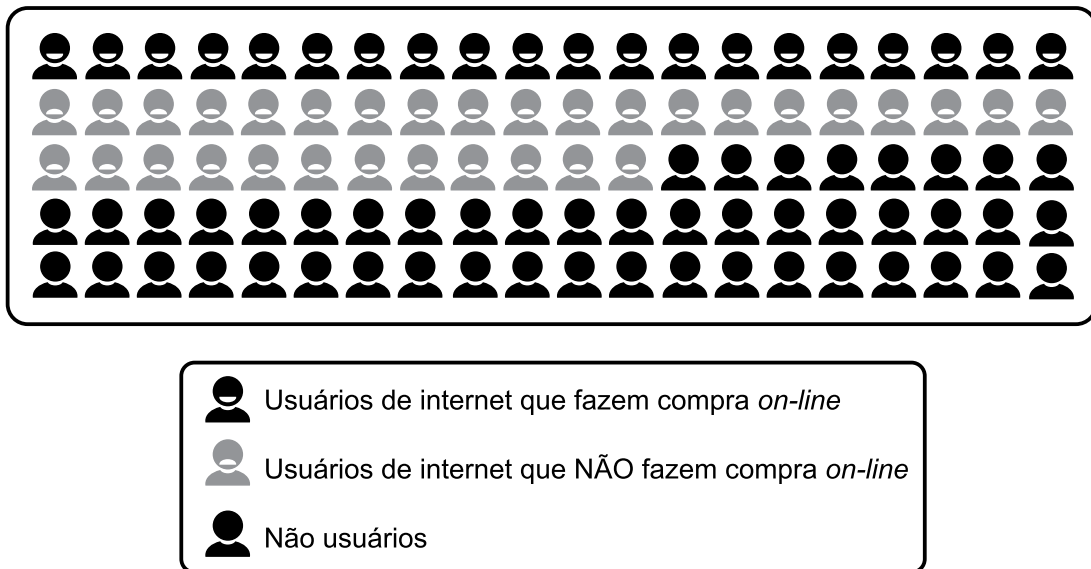 Usuários de internet que fazem compra on-line
Usuários de internet que NÃO fazem compra on-line
Não usuários